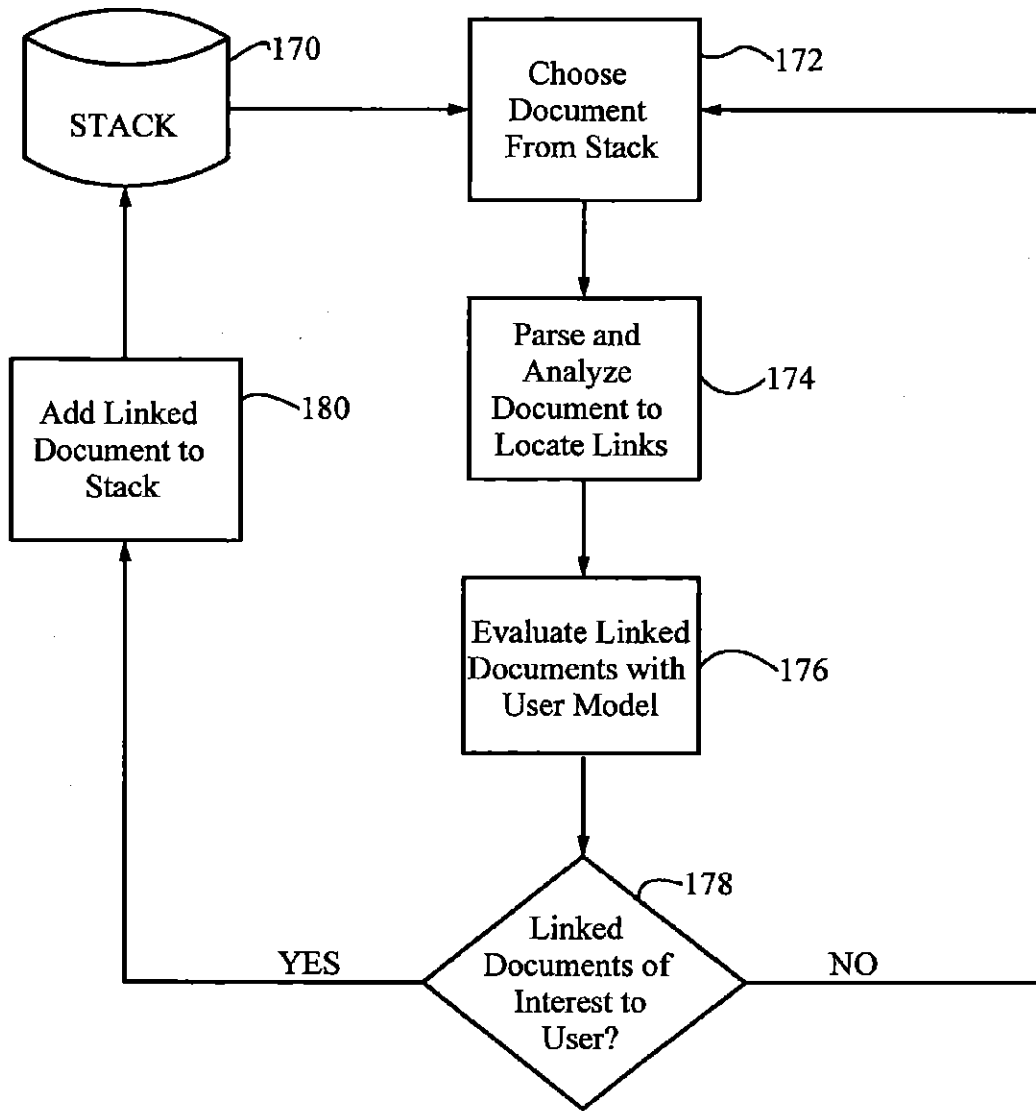 STACK
170
Choose
Document
From Stack
172
Parse and
Analyze
Document to
Locate Links
174
Add Linked
Document to
Stack
180
Evaluate Linked
Documents with
User Model
176
Linked
Documents of
Interest to
User?
178
YES
NO